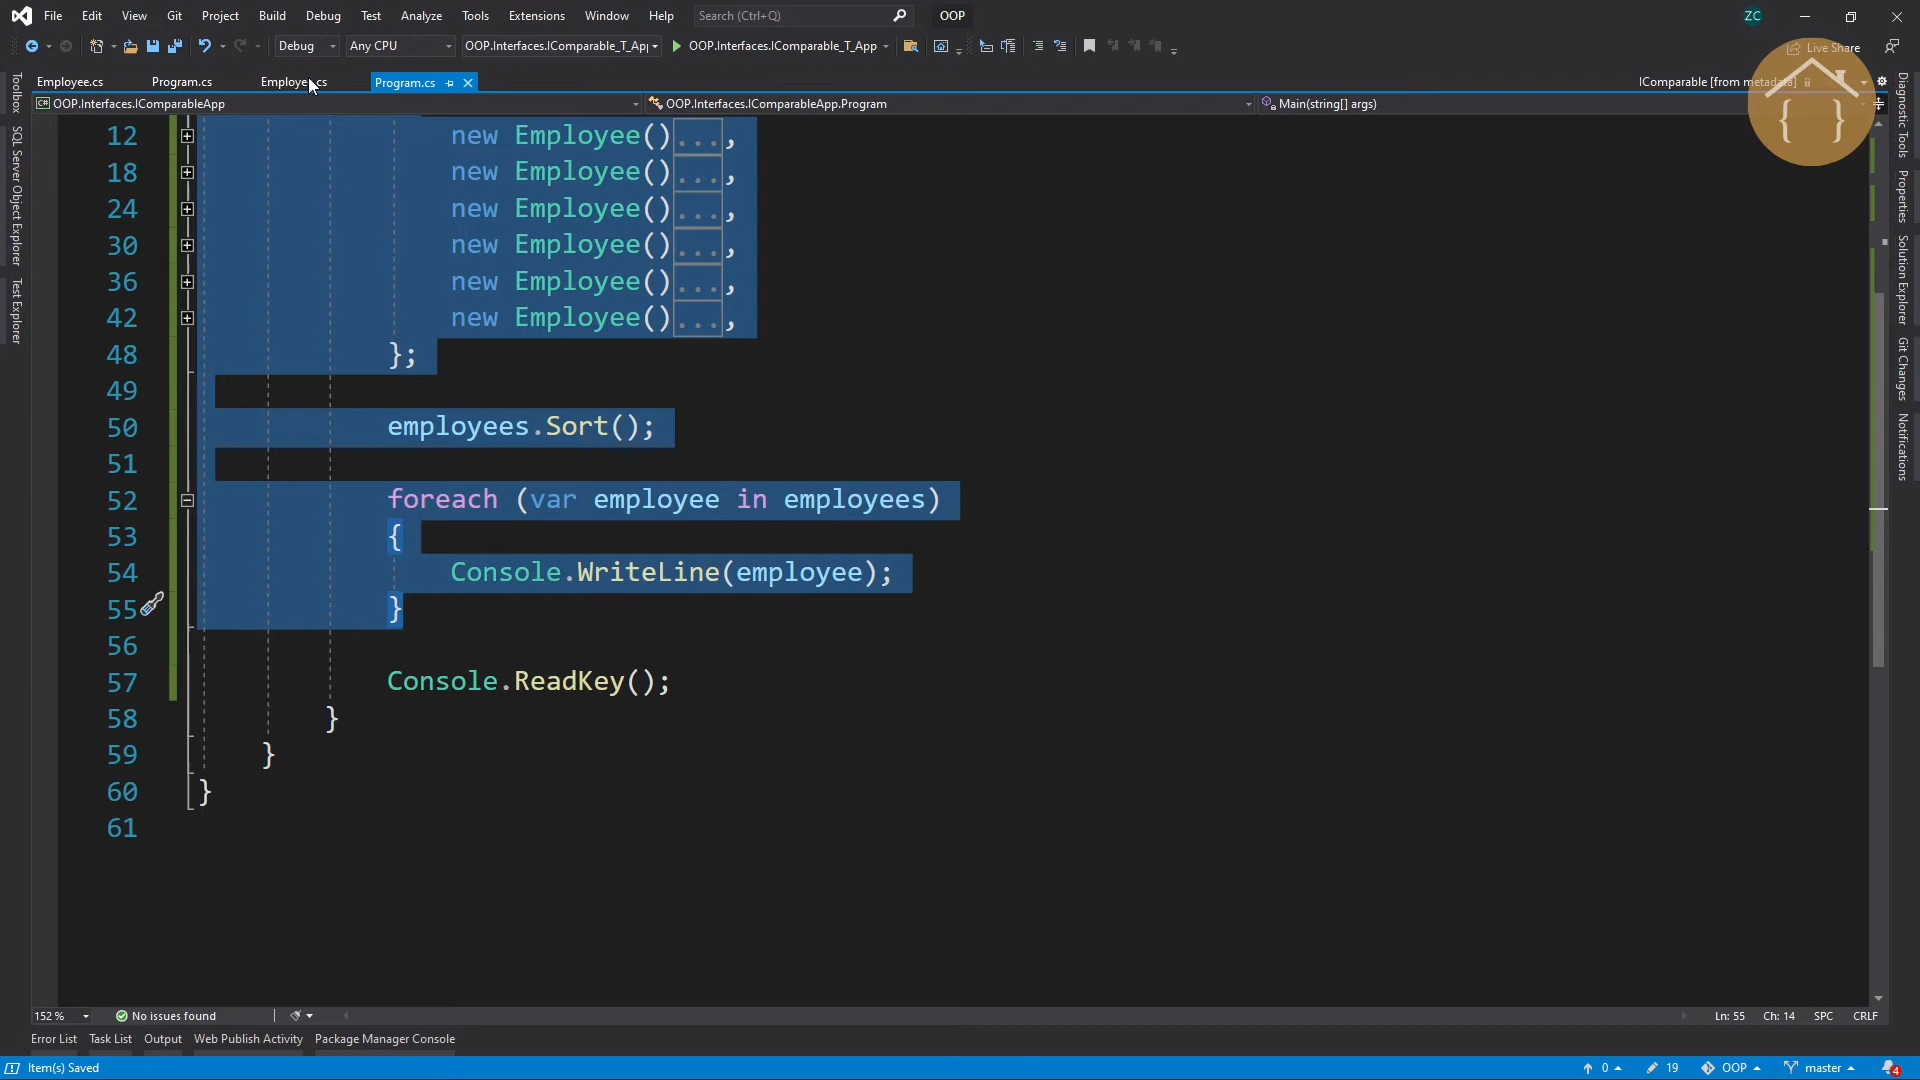 File Edit View Git Project Build Debug Test Analyze Tools Extensions Window Help Search (Ctrl+Q) OOP ZC
Debug Any CPU OOP.Interfaces.IComparable_T_Ap OOP.Interfaces.IComparable_T_App Live Share
Employee.cs Program.cs Employe cs Program.cs IComparable [from metadata]
C# OOP.Interfaces.IComparableApp OOP.Interfaces.IComparableApp.Program Main(string[] args)
Toolbox
SQL Server Object Explorer
Test Explorer
12 new Employee()...,
18 new Employee()...,
24 new Employee()...,
30 new Employee()...,
36 new Employee()...,
42 new Employee()...,
48 };
49
50 employees.Sort();
51
52 foreach (var employee in employees)
53 {
54 Console.WriteLine(employee);
55 }
56
57 Console.ReadKey();
58 }
59 }
60 }
61
{ }
Diagnostic Tools
Properties
Solution Explorer
Git Changes
Notifications
152 % No issues found Ln: 55 Ch: 14 SPC CRLF
Error List Task List Output Web Publish Activity Package Manager Console
Item(s) Saved 0 19 OOP master 4